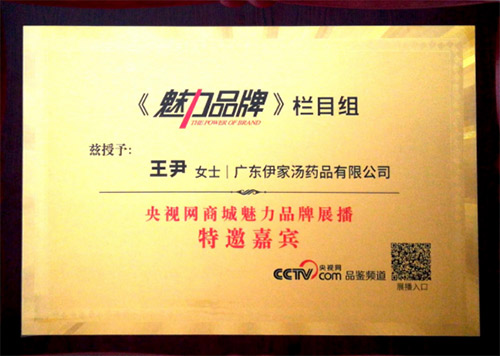 《魅力品牌》栏目组
THE POWER OF BRAND
兹授予：
王尹 女士｜广东伊家汤药品有限公司
央视网商城魅力品牌展播
特邀嘉宾
CCTV.com 央视网 品鉴频道
展播入口